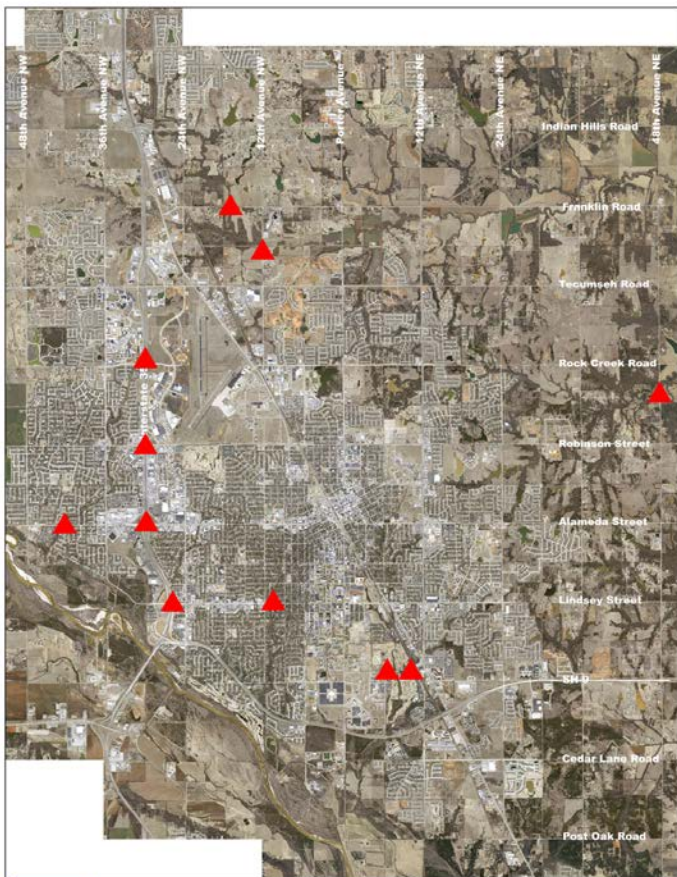 48th Avenue NW
36th Avenue NW
24th Avenue NW
12th Avenue NW
Porter Avenue
12th Avenue NE
24th Avenue NE
48th Avenue NE
Indian Hills Road
Franklin Road
Tecumseh Road
Rock Creek Road
Interstate 35
Robinson Street
Alameda Street
Lindsey Street
SH 9
Cedar Lane Road
Post Oak Road